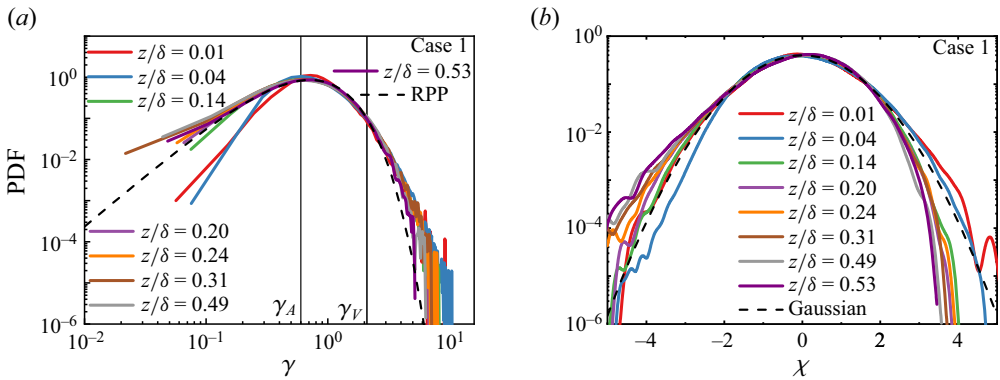 (a)
Case 1
z/δ = 0.01
z/δ = 0.04
z/δ = 0.14
z/δ = 0.53
RPP
z/δ = 0.20
z/δ = 0.24
z/δ = 0.31
z/δ = 0.49
γ_A
γ_V
PDF
10^0
10^−2
10^−4
10^−6
10^−2
10^−1
10^0
10^1
γ
(b)
Case 1
z/δ = 0.01
z/δ = 0.04
z/δ = 0.14
z/δ = 0.20
z/δ = 0.24
z/δ = 0.31
z/δ = 0.49
z/δ = 0.53
Gaussian
10^0
10^−2
10^−4
10^−6
−4
−2
0
2
4
χ